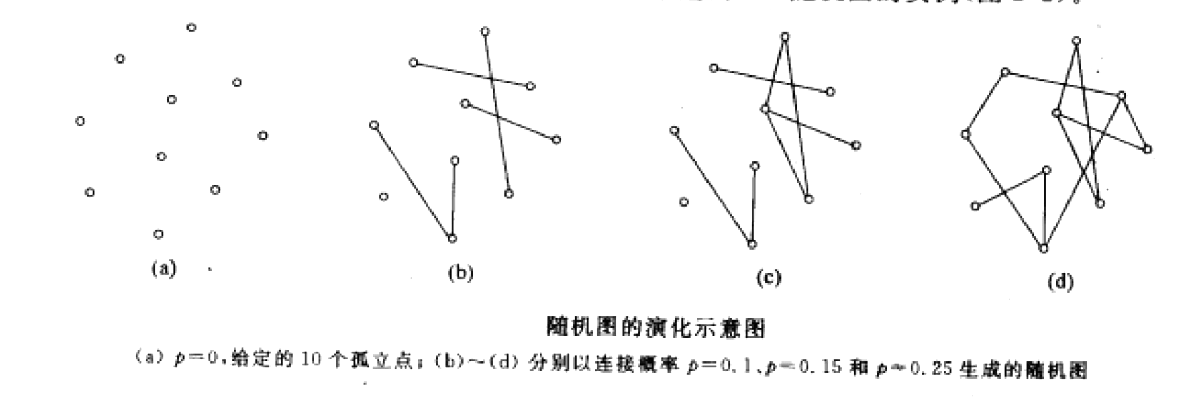 (a) (b) (c) (d)
随机图的演化示意图
(a) p=0,给定的 10 个孤立点；(b)～(d) 分别以连接概率 p=0.1、p=0.15 和 p=0.25 生成的随机图